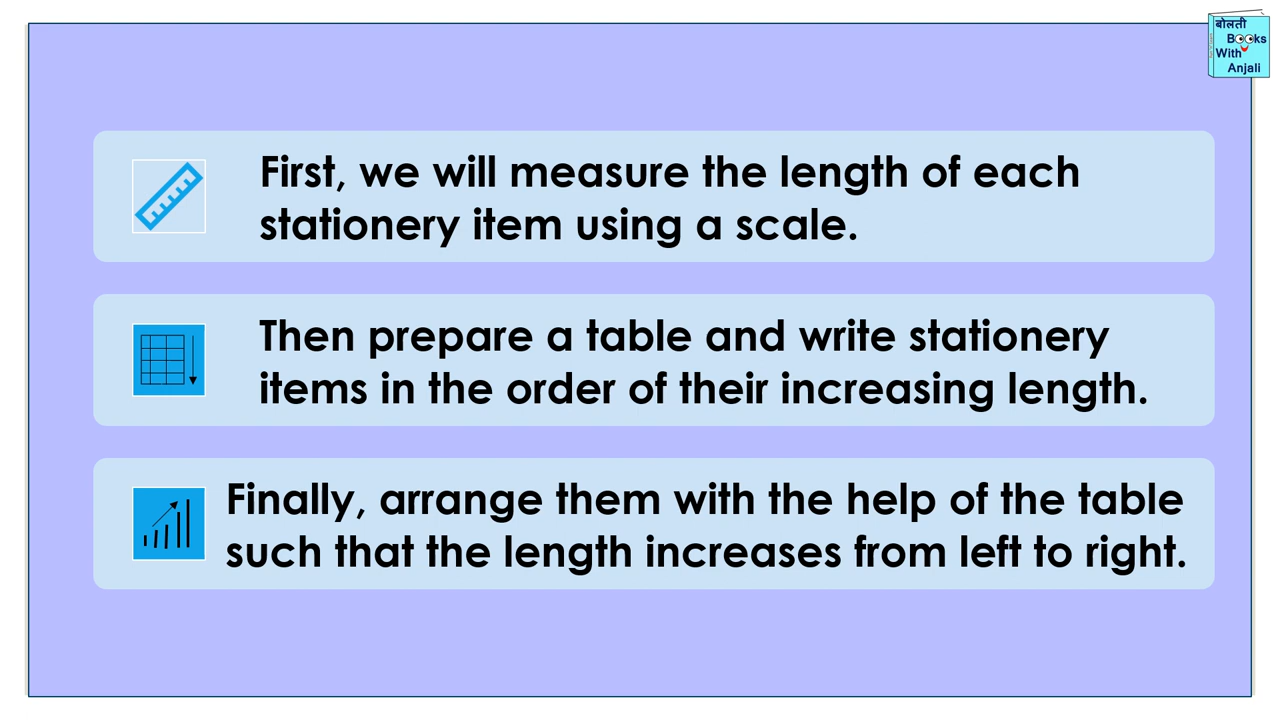 बोलती
Books
With
Anjali
First, we will measure the length of each
stationery item using a scale.
Then prepare a table and write stationery
items in the order of their increasing length.
Finally, arrange them with the help of the table
such that the length increases from left to right.